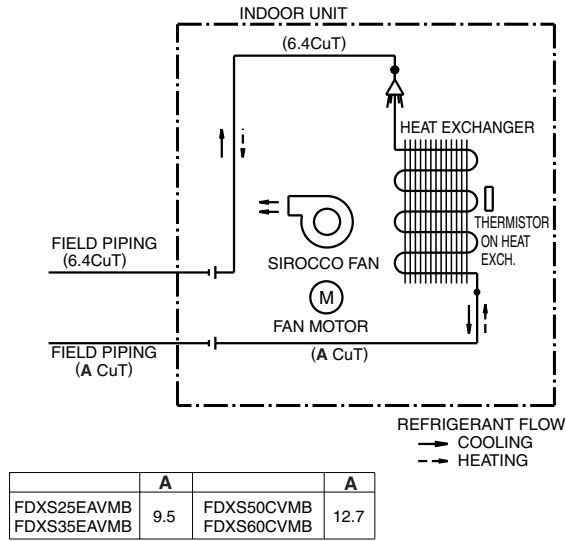 INDOOR UNIT
(6.4CuT)
HEAT EXCHANGER
THERMISTOR
ON HEAT
EXCH.
FIELD PIPING
(6.4CuT)
SIROCCO FAN
M
FAN MOTOR
FIELD PIPING
(A CuT)
(A CuT)
REFRIGERANT FLOW
COOLING
HEATING
A A
FDXS25EAVMB 9.5 FDXS50CVMB 12.7
FDXS35EAVMB FDXS60CVMB